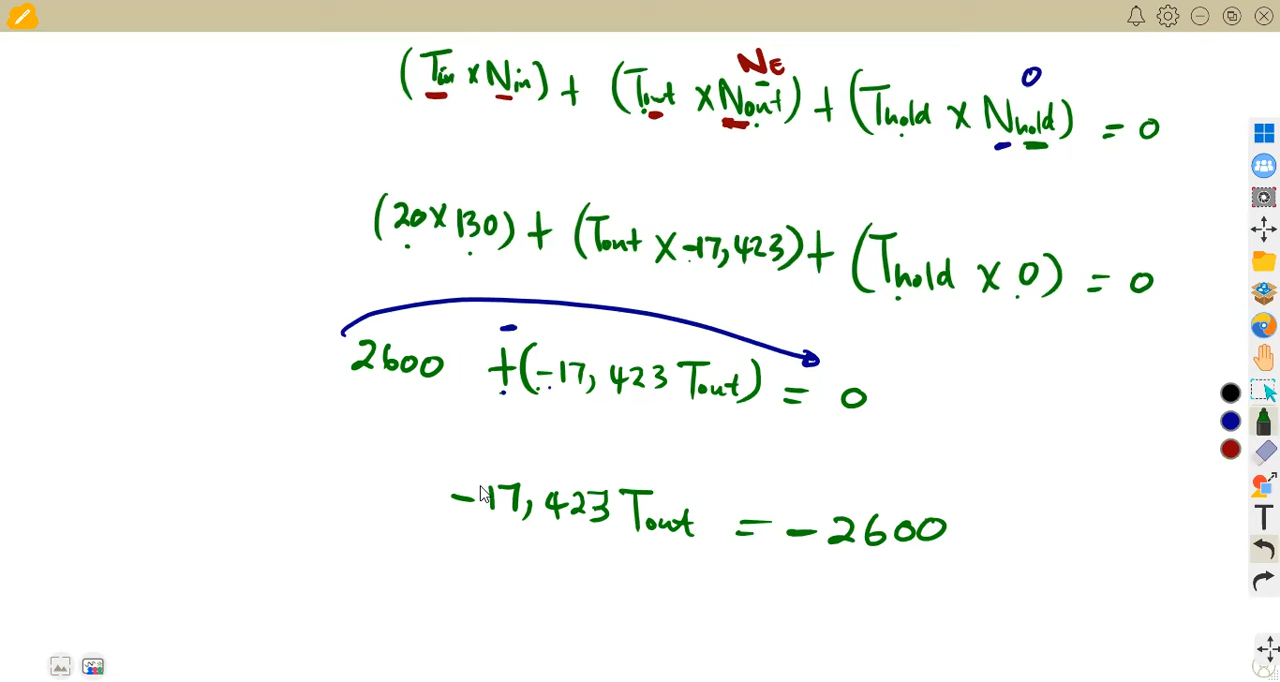 (Tin × Nin) + (Tout × Nout) + (Thold × Nhold) = 0
NE
0
(20 × 130) + (Tout × -17,423) + (Thold × 0) = 0
2600 + (-17, 423 Tout) = 0
-
-17, 423 Tout = - 2600
T